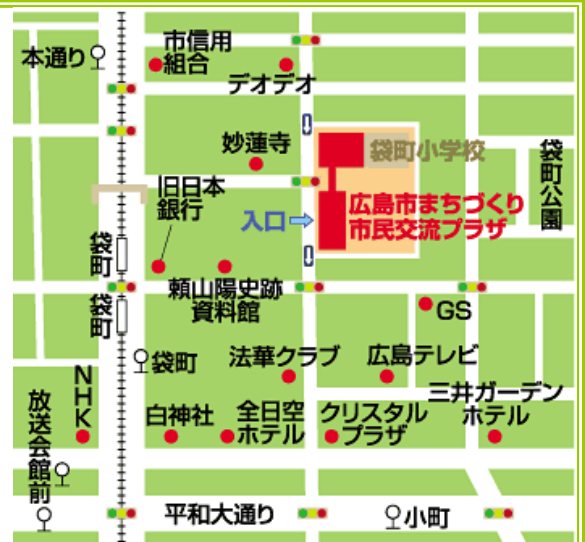 市信用
組合
本通り
デオデオ
妙蓮寺
袋町小学校
袋町公園
旧日本
銀行
広島市まちづくり
市民交流プラザ
入口
袋町
頼山陽史跡
資料館
袋町
GS
袋町
法華クラブ
広島テレビ
NHK
三井ガーデン
ホテル
放送会館前
白神社
全日空
ホテル
クリスタル
プラザ
平和大通り
小町